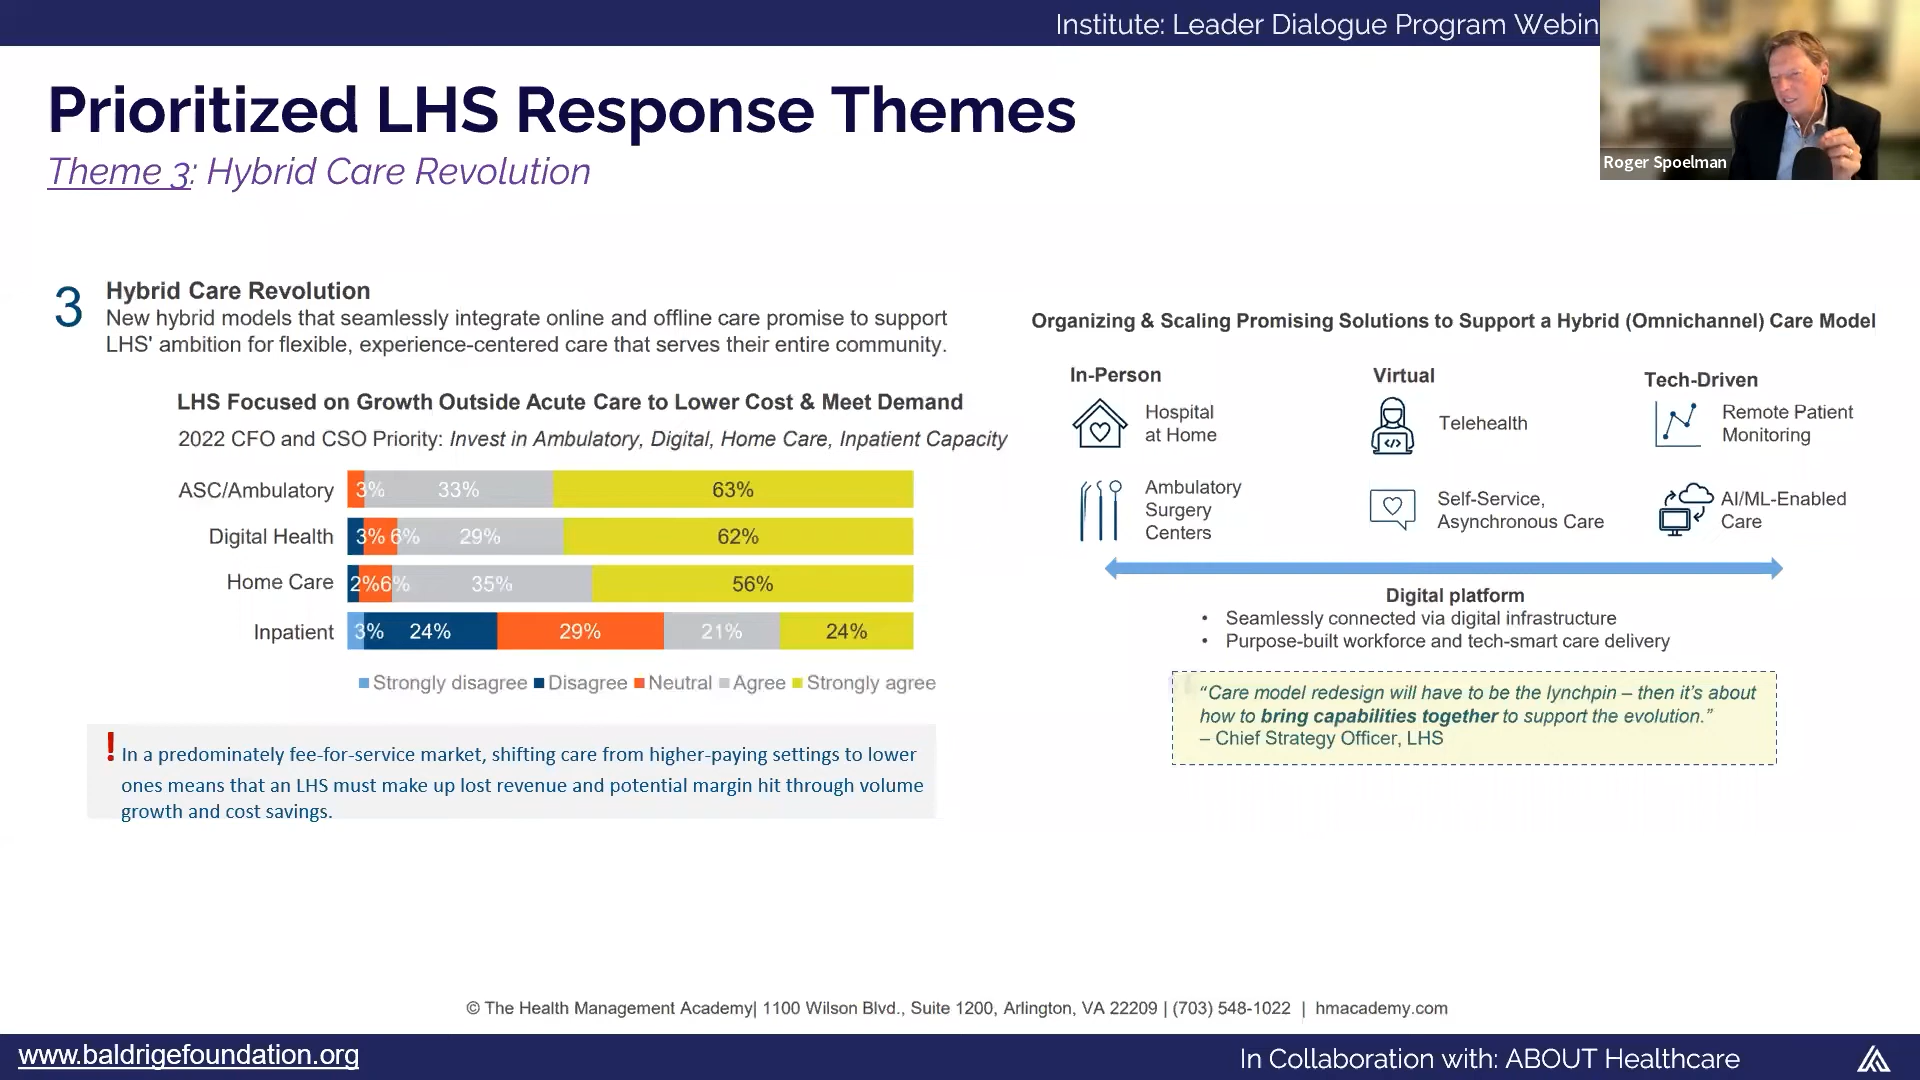 Institute: Leader Dialogue Program Webin
Roger Spoelman
Prioritized LHS Response Themes
Theme 3: Hybrid Care Revolution
3
Hybrid Care Revolution
New hybrid models that seamlessly integrate online and offline care promise to support
LHS' ambition for flexible, experience-centered care that serves their entire community.
LHS Focused on Growth Outside Acute Care to Lower Cost & Meet Demand
2022 CFO and CSO Priority: Invest in Ambulatory, Digital, Home Care, Inpatient Capacity
ASC/Ambulatory 3% 33% 63%
Digital Health 3% 6% 29% 62%
Home Care 2% 6% 35% 56%
Inpatient 3% 24% 29% 21% 24%
Strongly disagree Disagree Neutral Agree Strongly agree
! In a predominately fee-for-service market, shifting care from higher-paying settings to lower
ones means that an LHS must make up lost revenue and potential margin hit through volume
growth and cost savings.
Organizing & Scaling Promising Solutions to Support a Hybrid (Omnichannel) Care Model
In-Person
Hospital
at Home
Ambulatory
Surgery
Centers
Virtual
Telehealth
Self-Service,
Asynchronous Care
Tech-Driven
Remote Patient
Monitoring
AI/ML-Enabled
Care
Digital platform
• Seamlessly connected via digital infrastructure
• Purpose-built workforce and tech-smart care delivery
“Care model redesign will have to be the lynchpin – then it’s about
how to bring capabilities together to support the evolution.”
– Chief Strategy Officer, LHS
© The Health Management Academy| 1100 Wilson Blvd., Suite 1200, Arlington, VA 22209 | (703) 548-1022 | hmacademy.com
www.baldrigefoundation.org
In Collaboration with: ABOUT Healthcare